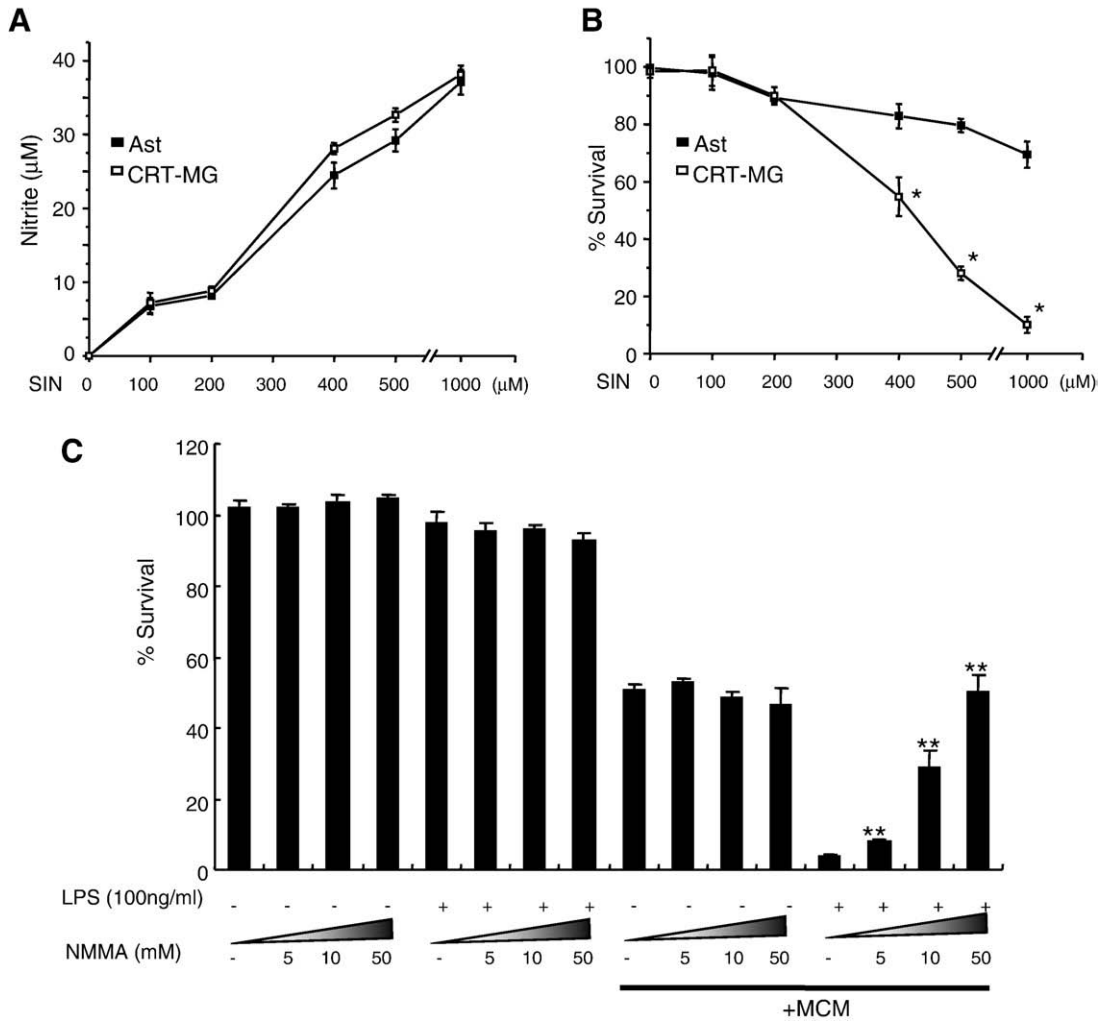 A
Nitrite (μM)
40
30
20
10
0
Ast
CRT-MG
SIN 0 100 200 300 400 500 1000 (μM)
B
% Survival
100
80
60
40
20
0
Ast
CRT-MG
*
*
*
SIN 0 100 200 300 400 500 1000 (μM)
C
% Survival
120
100
80
60
40
20
0
** ** **
LPS (100ng/ml) - - - - + + + + - - - - + + + +
NMMA (mM) - 5 10 50 - 5 10 50 - 5 10 50 - 5 10 50
+MCM